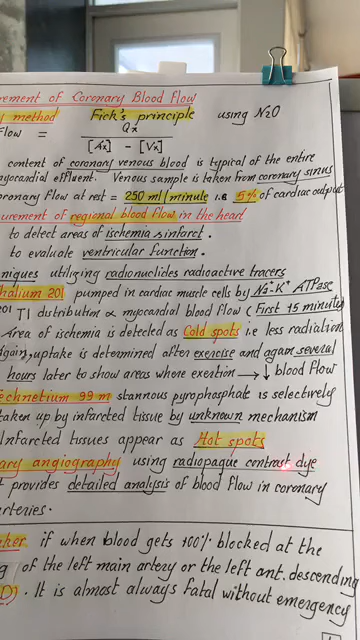 rement of Coronary Blood Flow
y method Fick's principle using N2O
Flow = Qx
[Ax] - [Vx]
content of coronary venous blood is typical of the entire
myocardial effluent. Venous sample is taken from coronary sinus
oronary flow at rest = 250 ml/minute i.e 5% of cardiac output
urement of regional blood flow in the heart
to detect areas of ischemia & infarct.
to evaluate ventricular function.
niques utilizing radionucles radioactive tracers
hallium 201 pumped in cardiac muscle cells by Na+-K+ ATPase
201 Tl distribution ∝ myocardial blood flow (First 15 minutes
Area of ischemia is detected as Cold spots i.e less radiation
Again, uptake is determined after exercise and again several
hours later to show areas where exertion → ↓ blood flow
Technetium 99 m stannous pyrophosphate is selectively
taken up by infarcted tissue by unknown mechanism
Infarcted tissues appear as Hot spots
ary angiography using radiopaque contrast dye
t provides detailed analysis of blood flow in coronary
arteries.
aker if when blood gets 100% blocked at the
g of the left main artery or the left ant. descending
D). It is almost always fatal without emergency